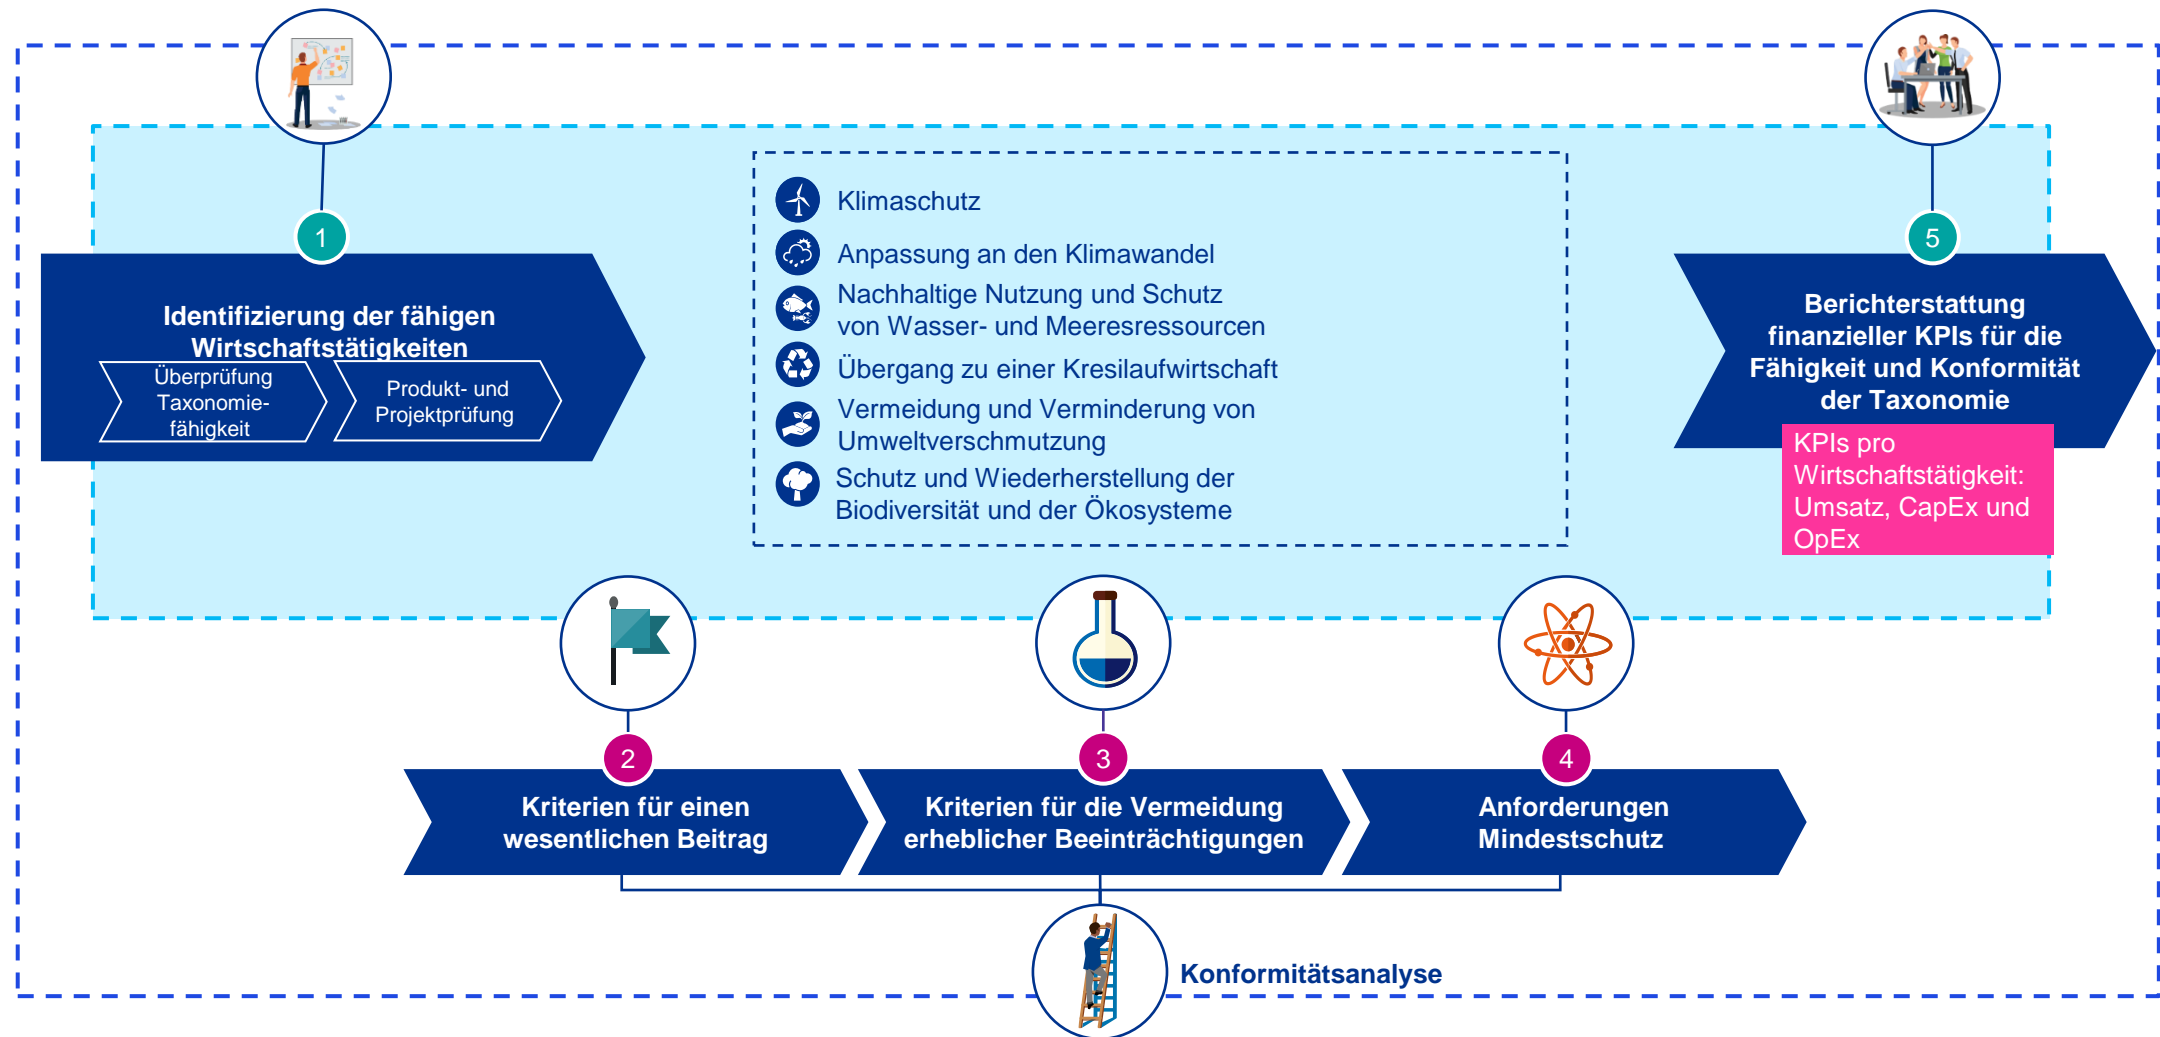 1
Identifizierung der fähigen
Wirtschaftstätigkeiten
Überprüfung
Taxonomie-
fähigkeit
Produkt- und
Projektprüfung
Klimaschutz
Anpassung an den Klimawandel
Nachhaltige Nutzung und Schutz
von Wasser- und Meeresressourcen
Übergang zu einer Kresilaufwirtschaft
Vermeidung und Verminderung von
Umweltverschmutzung
Schutz und Wiederherstellung der
Biodiversität und der Ökosysteme
5
Berichterstattung
finanzieller KPIs für die
Fähigkeit und Konformität
der Taxonomie
KPIs pro
Wirtschaftstätigkeit:
Umsatz, CapEx und
OpEx
2
Kriterien für einen
wesentlichen Beitrag
3
Kriterien für die Vermeidung
erheblicher Beeinträchtigungen
4
Anforderungen
Mindestschutz
Konformitätsanalyse